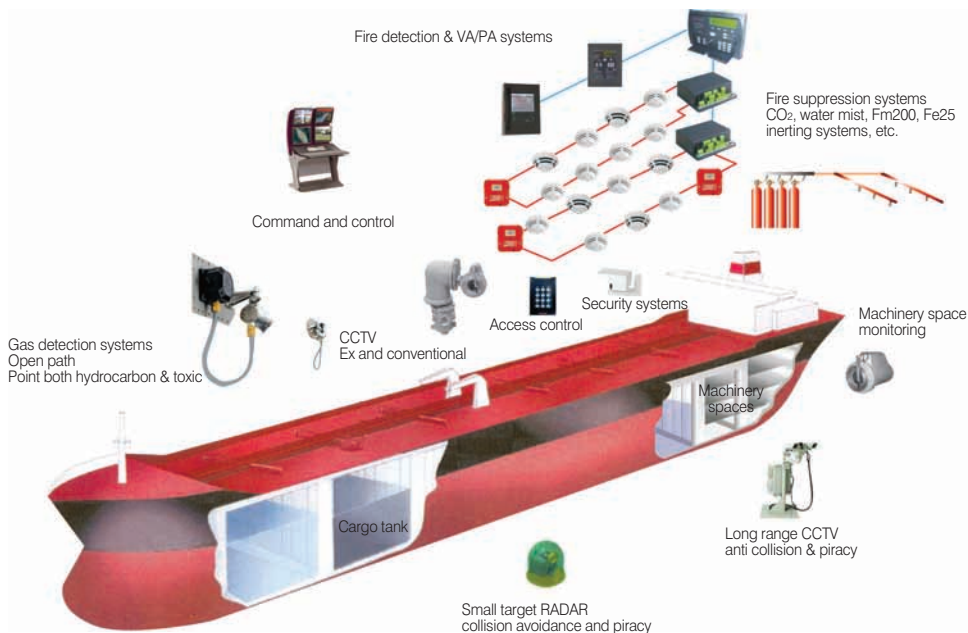 Fire detection & VA/PA systems
Fire suppression systems
CO₂, water mist, Fm200, Fe25
inerting systems, etc.
Command and control
Gas detection systems
Open path
Point both hydrocarbon & toxic
CCTV
Ex and conventional
Access control
Security systems
Machinery space
monitoring
Machinery
spaces
Cargo tank
Long range CCTV
anti collision & piracy
Small target RADAR
collision avoidance and piracy